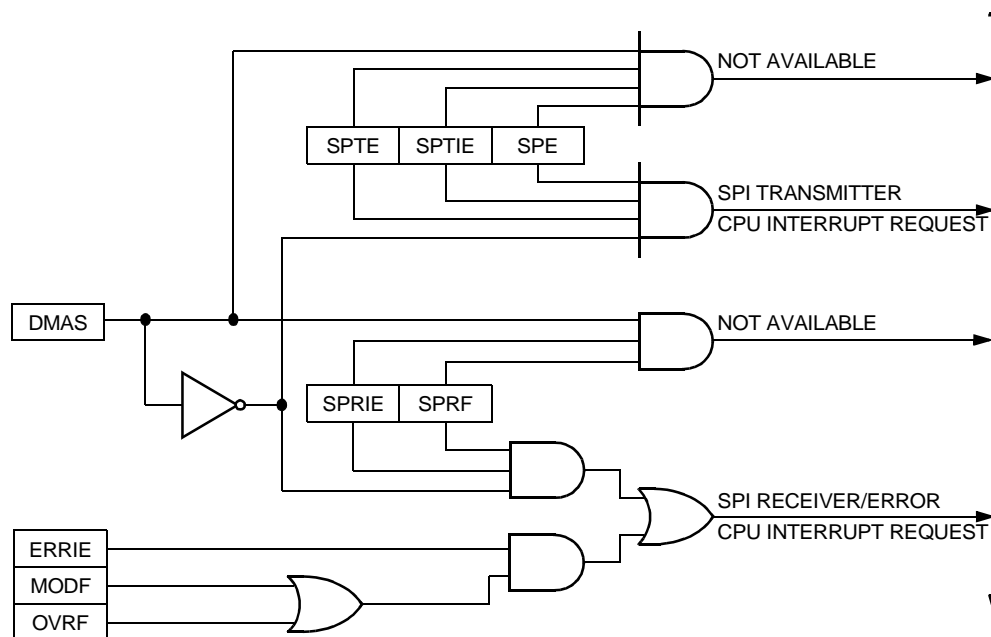 NOT AVAILABLE
SPTE SPTIE SPE
SPI TRANSMITTER
CPU INTERRUPT REQUEST
DMAS
NOT AVAILABLE
SPRIE SPRF
SPI RECEIVER/ERROR
CPU INTERRUPT REQUEST
ERRIE
MODF
OVRF